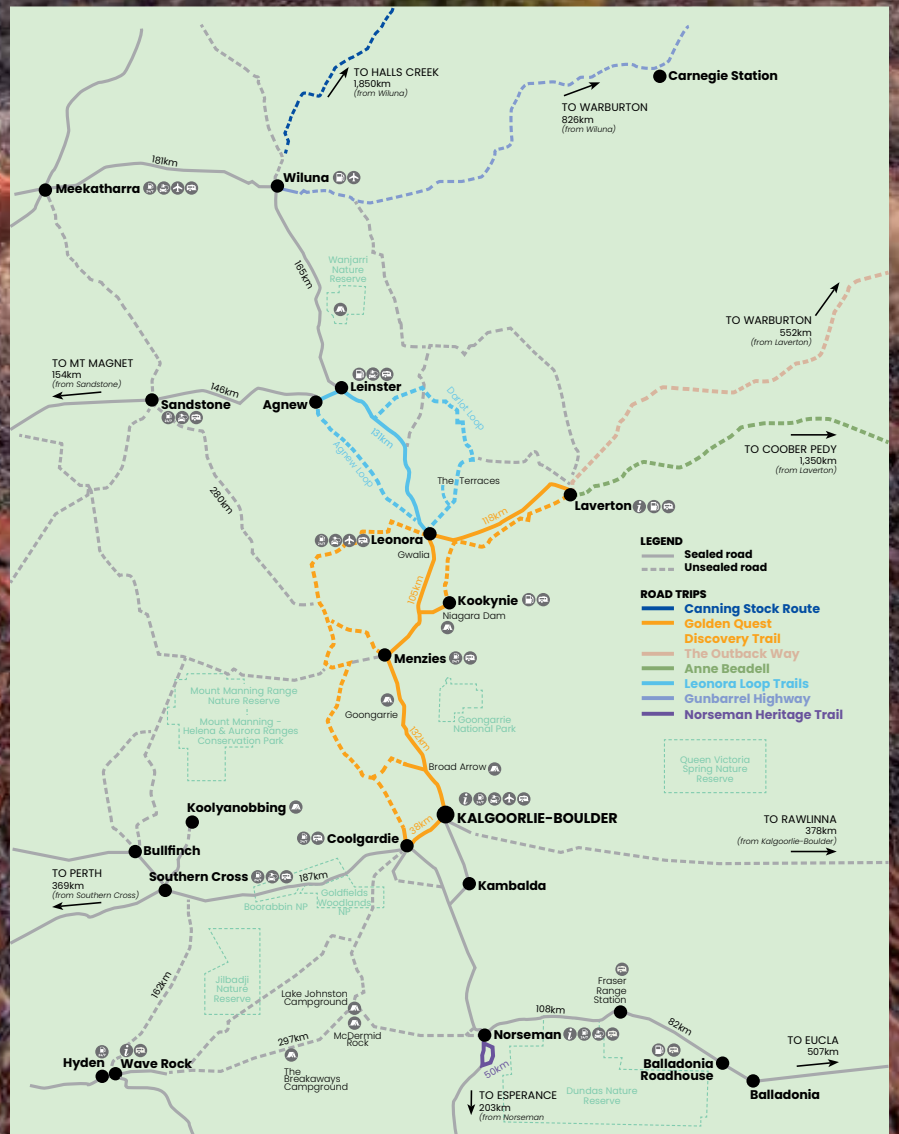 TO HALLS CREEK
1,850km
(from Wiluna)
Carnegie Station
TO WARBURTON
826km
(from Wiluna)
181km
Meekatharra
Wiluna
165km
Wanjarri
Nature
Reserve
TO WARBURTON
552km
(from Laverton)
TO MT MAGNET
154km
(from Sandstone)
146km
Sandstone
Agnew
Leinster
Darlot Loop
131km
Agnew Loop
TO COOBER PEDY
1,350km
(from Laverton)
The Terraces
280km
118km
Laverton
Leonora
Gwalia
LEGEND
Sealed road
Unsealed road
ROAD TRIPS
Canning Stock Route
Golden Quest
Discovery Trail
The Outback Way
Anne Beadell
Leonora Loop Trails
Gunbarrel Highway
Norseman Heritage Trail
105km
Kookynie
Niagara Dam
Menzies
Mount Manning Range
Nature Reserve
Mount Manning -
Helena & Aurora Ranges
Conservation Park
Goongarrie
Goongarrie
National Park
132km
Broad Arrow
Queen Victoria
Spring Nature
Reserve
Koolyanobbing
KALGOORLIE-BOULDER
38km
Coolgardie
TO RAWLINNA
378km
(from Kalgoorlie-Boulder)
Bullfinch
TO PERTH
369km
(from Southern Cross)
Southern Cross
187km
Boorabbin NP
Goldfields
Woodlands
NP
Kambalda
162km
Jilbadji
Nature
Reserve
Lake Johnston
Campground
McDermid
Rock
297km
The
Breakaways
Campground
Hyden
Wave Rock
Fraser
Range
Station
108km
82km
Norseman
50km
Balladonia
Roadhouse
TO EUCLA
507km
Balladonia
Dundas Nature
Reserve
TO ESPERANCE
203km
(from Norseman